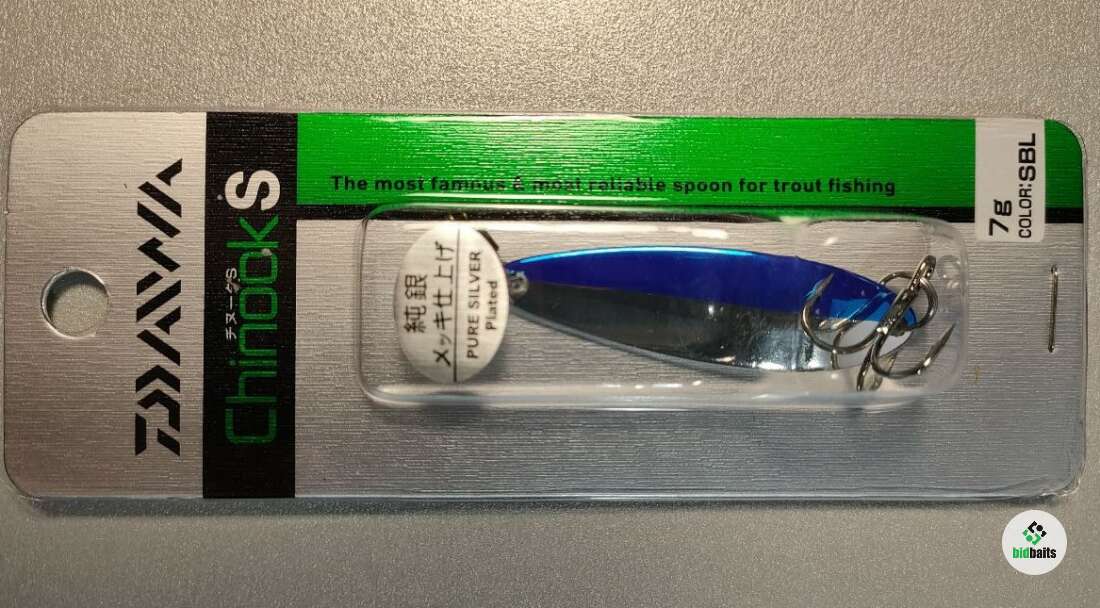 DAIWA
チヌークS
ChinookS
The most famous & most reliable spoon for trout fishing
純銀
メッキ仕上げ
PURE SILVER
Plated
7g
COLOR:SBL
bidbaits